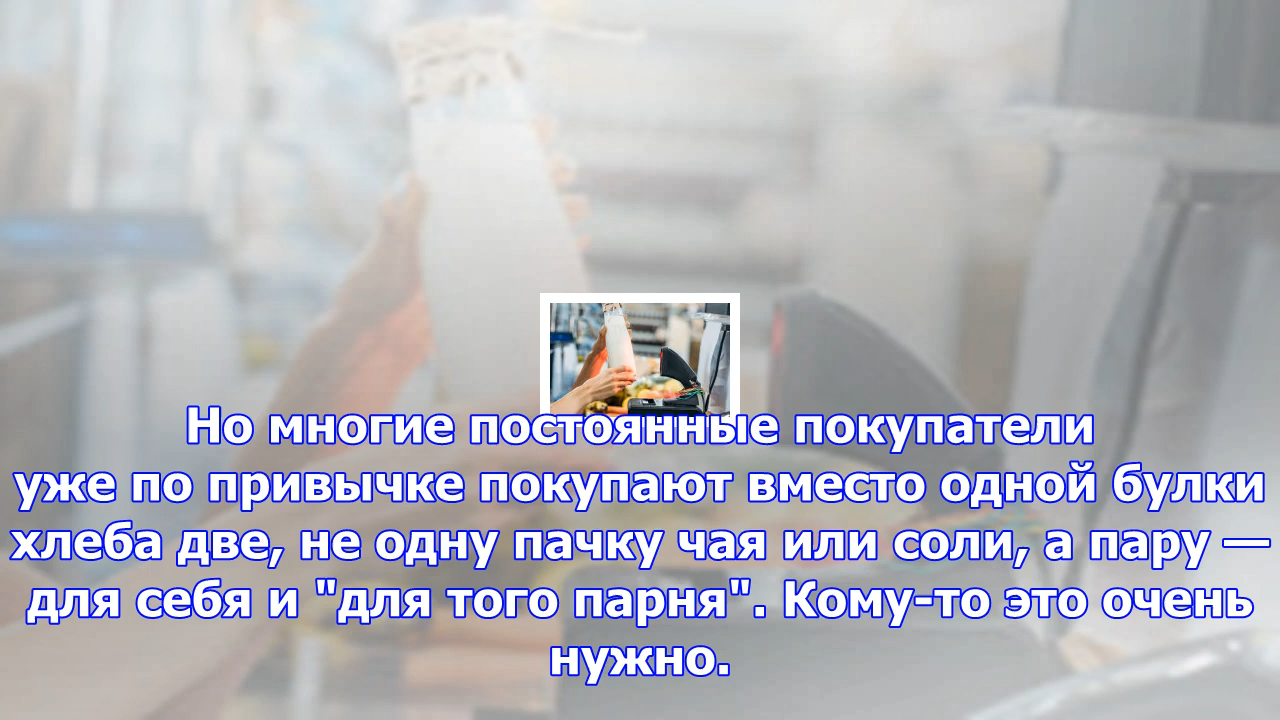 Но многие постоянные покупатели
уже по привычке покупают вместо одной булки
хлеба две, не одну пачку чая или соли, а пару —
для себя и "для того парня". Кому-то это очень
нужно.